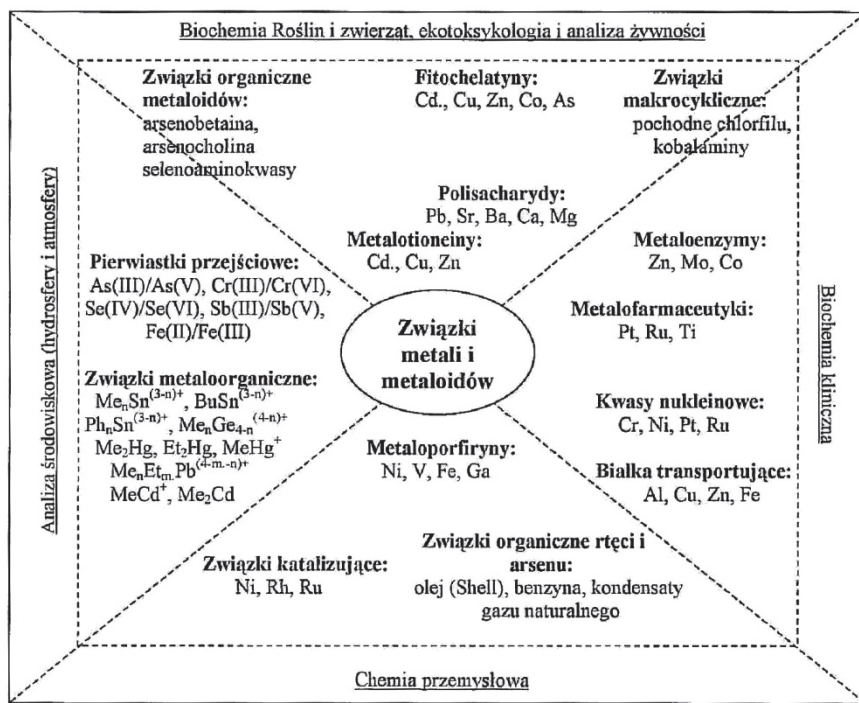 Biochemia Roślin i zwierząt, ekotoksykologia i analiza żywności
Związki organiczne
metaloidów:
arsenobetaina,
arsenocholina
selenoaminokwasy
Fitochelatyny:
Cd., Cu, Zn, Co, As
Związki
makrocykliczne:
pochodne chlorfilu,
kobalaminy
Polisacharydy:
Pb, Sr, Ba, Ca, Mg
Metalotioneiny:
Cd., Cu, Zn
Analiza środowiskowa (hydrosfery i atmosfery)
Pierwiastki przejściowe:
As(III)/As(V), Cr(III)/Cr(VI),
Se(IV)/Se(VI), Sb(III)/Sb(V),
Fe(II)/Fe(III)
Związki metaloorganiczne:
MeₙSn⁽³⁻ⁿ⁾⁺, BuSn⁽³⁻ⁿ⁾⁺
PhₙSn⁽³⁻ⁿ⁾⁺, MeₙGe₄₋ₙ⁽⁴⁻ⁿ⁾⁺
Me₂Hg, Et₂Hg, MeHg⁺
MeₙEtₘ.Pb⁽⁴⁻ᵐ·⁻ⁿ⁾⁺
MeCd⁺, Me₂Cd
Związki
metali i
metaloidów
Metaloenzymy:
Zn, Mo, Co
Metalofarmaceutyki:
Pt, Ru, Ti
Kwasy nukleinowe:
Cr, Ni, Pt, Ru
Białka transportujące:
Al, Cu, Zn, Fe
Biochemia kliniczna
Metaloporfiryny:
Ni, V, Fe, Ga
Związki katalizujące:
Ni, Rh, Ru
Związki organiczne rtęci i
arsenu:
olej (Shell), benzyna, kondensaty
gazu naturalnego
Chemia przemysłowa